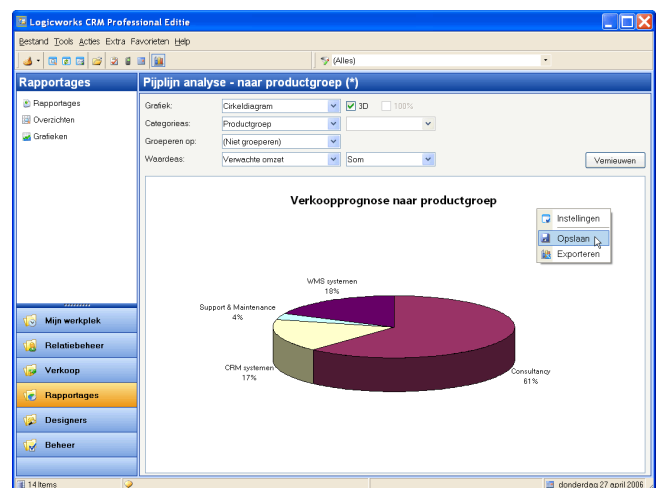 Logicworks CRM Professional Editie
Bestand Tools Acties Extra Favorieten Help
(Alles)
Rapportages
Pijplijn analyse - naar productgroep (*)
Rapportages
Overzichten
Grafieken
Grafiek: Cirkeldiagram 3D 100%
Categorieas: Productgroep
Groeperen op: (Niet groeperen)
Waardeas: Verwachte omzet Som Vernieuwen
Verkoopprognose naar productgroep
Instellingen
Opslaan
Exporteren
WMS systemen
18%
Support & Maintenance
4%
CRM systemen
17%
Consultancy
61%
Mijn werkplek
Relatiebeheer
Verkoop
Rapportages
Designers
Beheer
14 Items
donderdag 27 april 2006